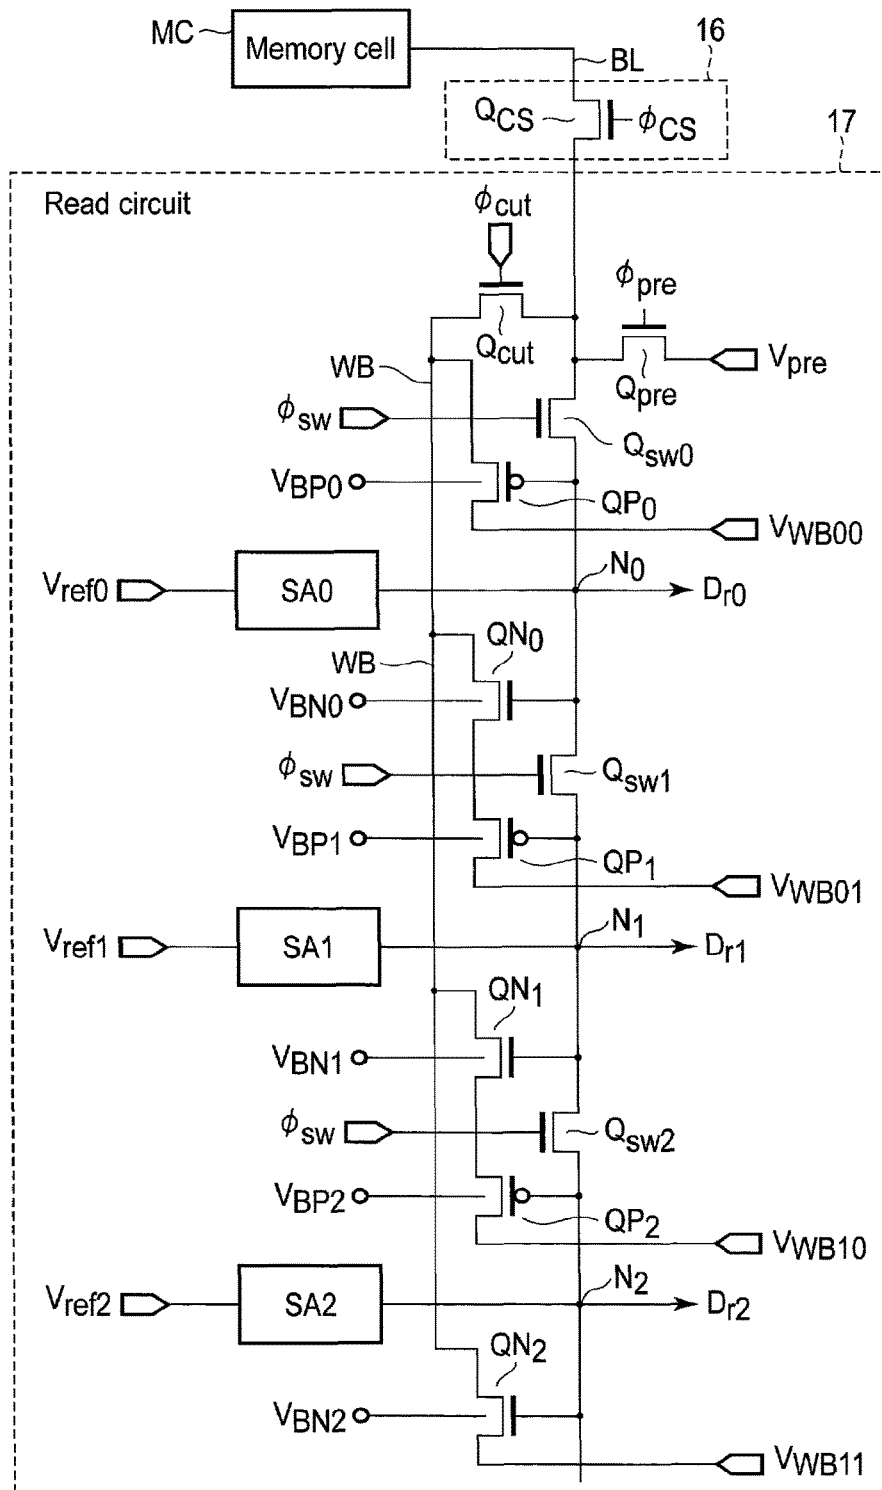 MC
Memory cell
BL
16
QCS
ϕCS
17
Read circuit
ϕcut
ϕpre
Qcut
Vpre
Qpre
WB
ϕsw
Qsw0
VBP0
QP0
VWB00
Vref0
SA0
N0
Dr0
QN0
WB
VBN0
ϕsw
Qsw1
VBP1
QP1
VWB01
Vref1
SA1
N1
Dr1
QN1
VBN1
ϕsw
Qsw2
VBP2
QP2
VWB10
Vref2
SA2
N2
Dr2
QN2
VBN2
VWB11